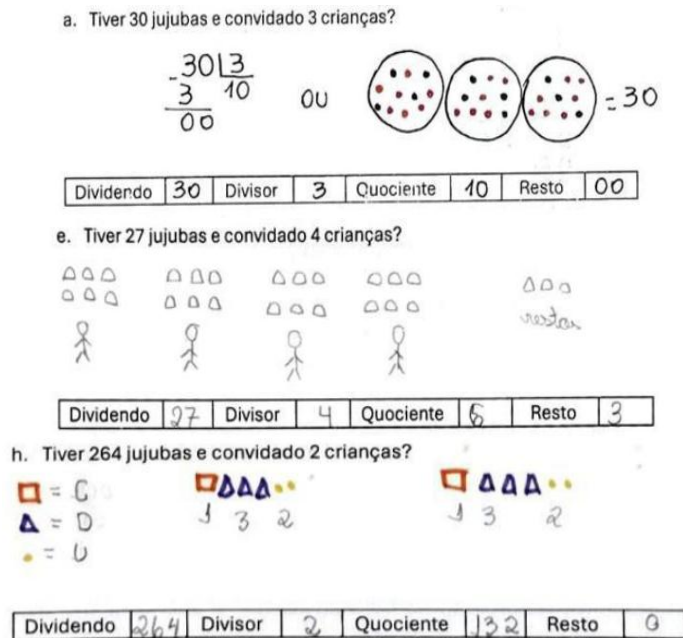 a. Tiver 30 jujubas e convidado 3 crianças?
-30 3
3 10
00
OU
=30
Dividendo 30 Divisor 3 Quociente 10 Resto 00
e. Tiver 27 jujubas e convidado 4 crianças?
Dividendo 27 Divisor 4 Quociente 6 Resto 3
h. Tiver 264 jujubas e convidado 2 crianças?
= C
= D
= U
1 3 2
1 3 2
Dividendo 264 Divisor 2 Quociente 132 Resto 0